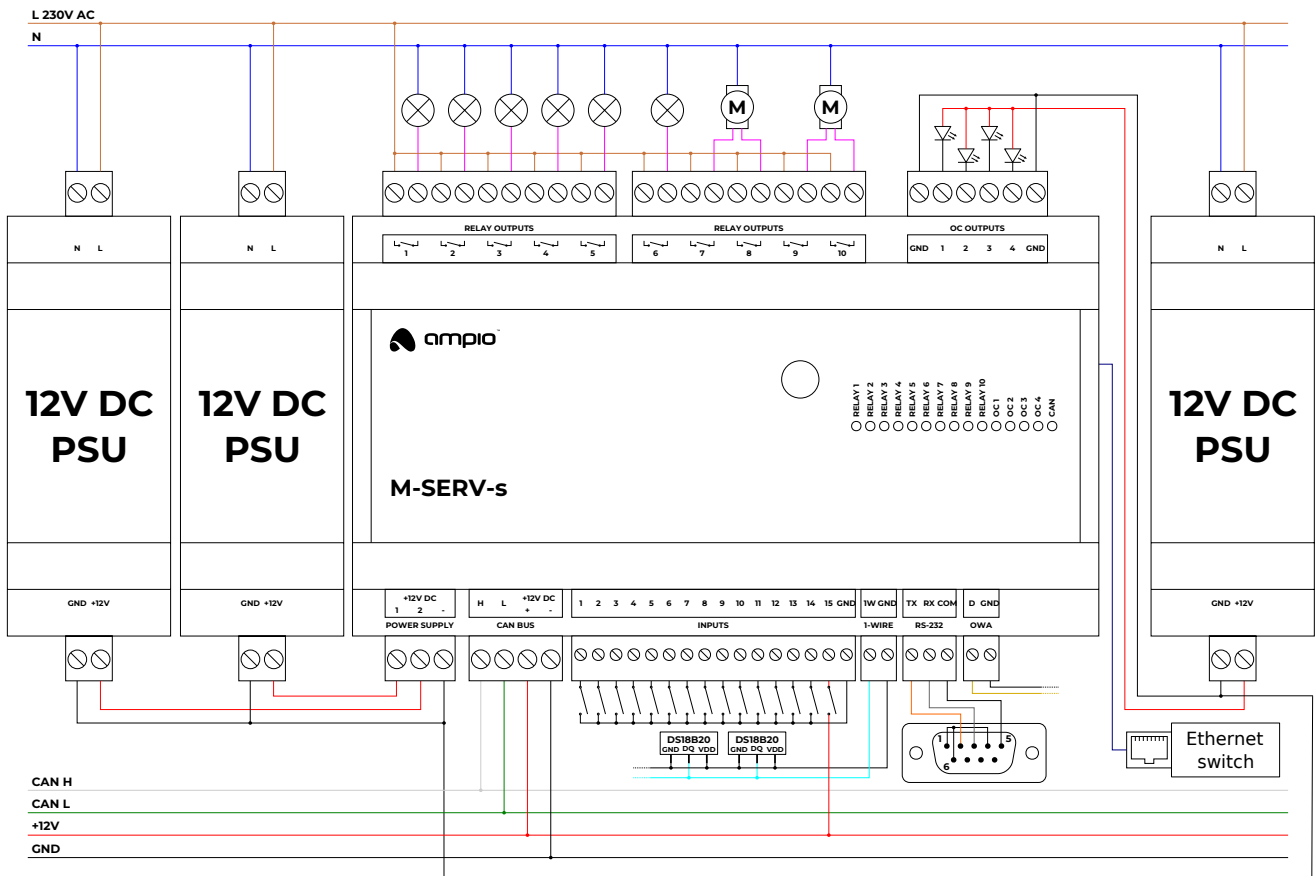 L 230V AC
N
M M
RELAY OUTPUTS RELAY OUTPUTS OC OUTPUTS
N L N L 1 2 3 4 5 6 7 8 9 10 GND 1 2 3 4 GND N L
ampio™
RELAY 1
RELAY 2
RELAY 3
RELAY 4
RELAY 5
RELAY 6
RELAY 7
RELAY 8
RELAY 9
RELAY 10
OC 1
OC 2
OC 3
OC 4
CAN
12V DC
PSU
12V DC
PSU
12V DC
PSU
M-SERV-s
GND +12V GND +12V
+12V DC
1 2 -
POWER SUPPLY
+12V DC
H L + -
CAN BUS
1 2 3 4 5 6 7 8 9 10 11 12 13 14 15 GND
INPUTS
1W GND
1-WIRE
TX RX COM
RS-232
D GND
OWA
GND +12V
DS18B20
GND DQ VDD
DS18B20
GND DQ VDD
1 5
6
Ethernet
switch
CAN H
CAN L
+12V
GND